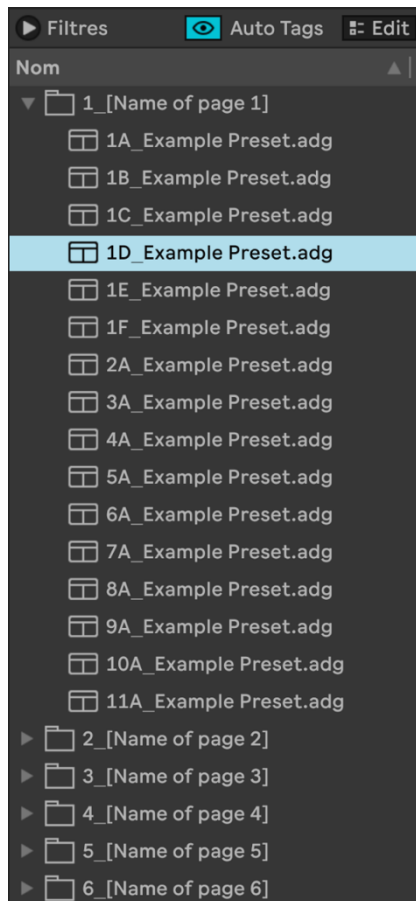 Filtres Auto Tags Edit
Nom
1_[Name of page 1]
1A_Example Preset.adg
1B_Example Preset.adg
1C_Example Preset.adg
1D_Example Preset.adg
1E_Example Preset.adg
1F_Example Preset.adg
2A_Example Preset.adg
3A_Example Preset.adg
4A_Example Preset.adg
5A_Example Preset.adg
6A_Example Preset.adg
7A_Example Preset.adg
8A_Example Preset.adg
9A_Example Preset.adg
10A_Example Preset.adg
11A_Example Preset.adg
2_[Name of page 2]
3_[Name of page 3]
4_[Name of page 4]
5_[Name of page 5]
6_[Name of page 6]